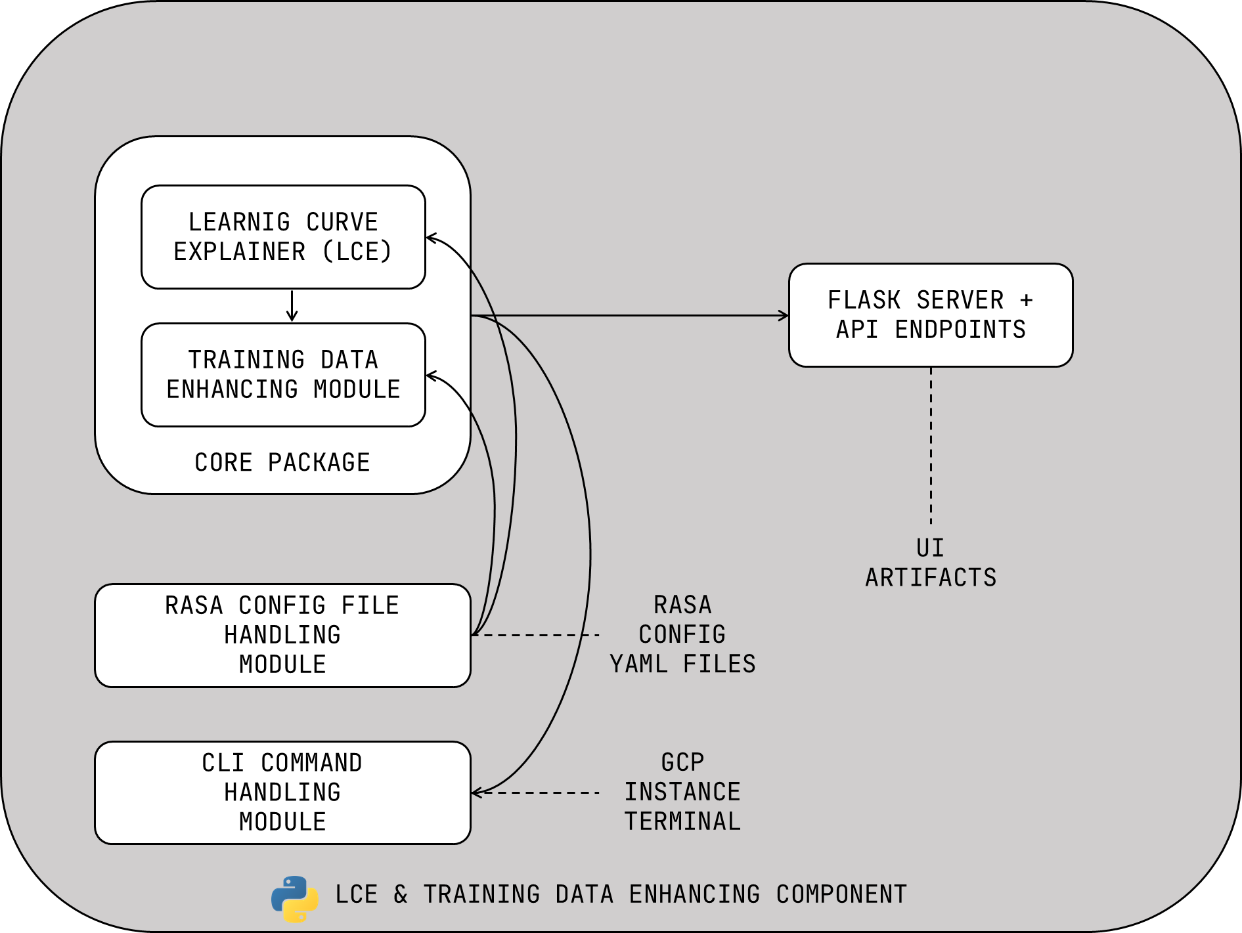 LEARNIG CURVE
EXPLAINER (LCE)
TRAINING DATA
ENHANCING MODULE
CORE PACKAGE
FLASK SERVER +
API ENDPOINTS
UI
ARTIFACTS
RASA CONFIG FILE
HANDLING
MODULE
RASA
CONFIG
YAML FILES
CLI COMMAND
HANDLING
MODULE
GCP
INSTANCE
TERMINAL
LCE & TRAINING DATA ENHANCING COMPONENT